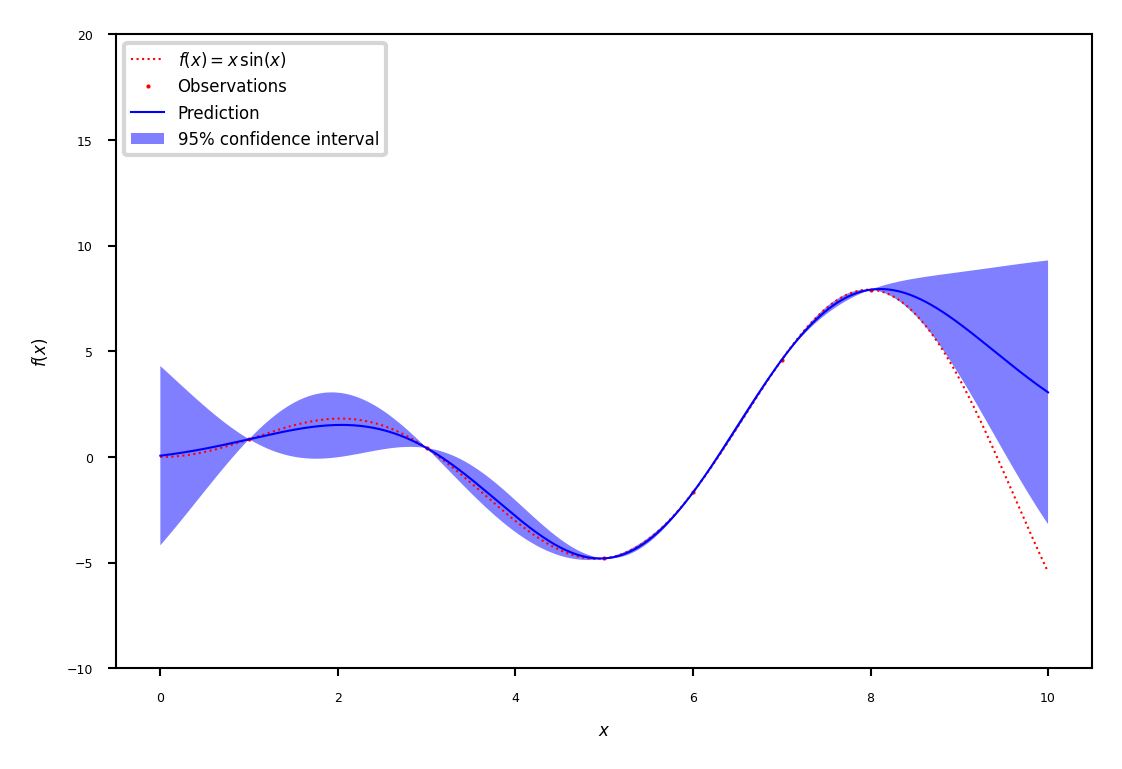 20
f(x) = x sin(x)
Observations
Prediction
95% confidence interval
15
10
5
0
−5
−10
f(x)
0 2 4 6 8 10
x